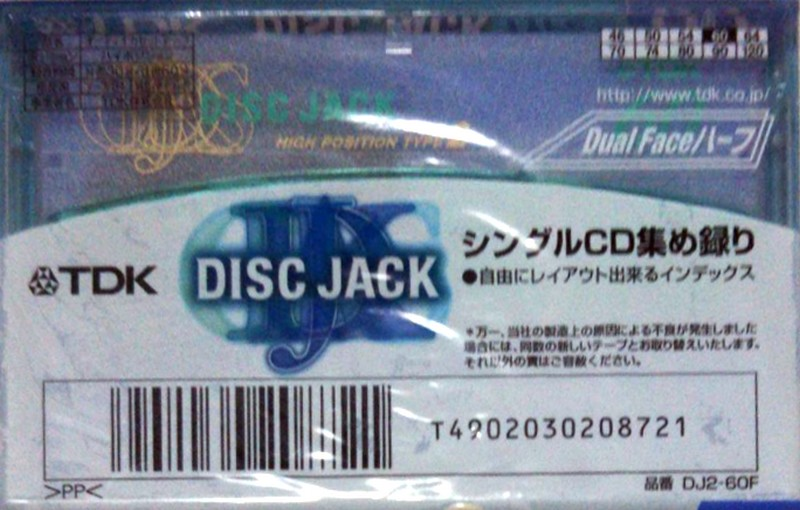 DISC JACK
46 50 54 60 64
70 74 80 90 120
http://www.tdk.co.jp/
DISC JACK
HIGH POSITION TYPE
Dual Faceハーフ
TDK
DISC JACK
シングルCD集め録り
●自由にレイアウト出来るインデックス
*万一、当社の製造上の原因による不良が発生しました
場合には、同数の新しいテープとお取り替えいたします。
それ以外の責はご容赦ください。
T4902030208721
>PP<
品番 DJ2-60F